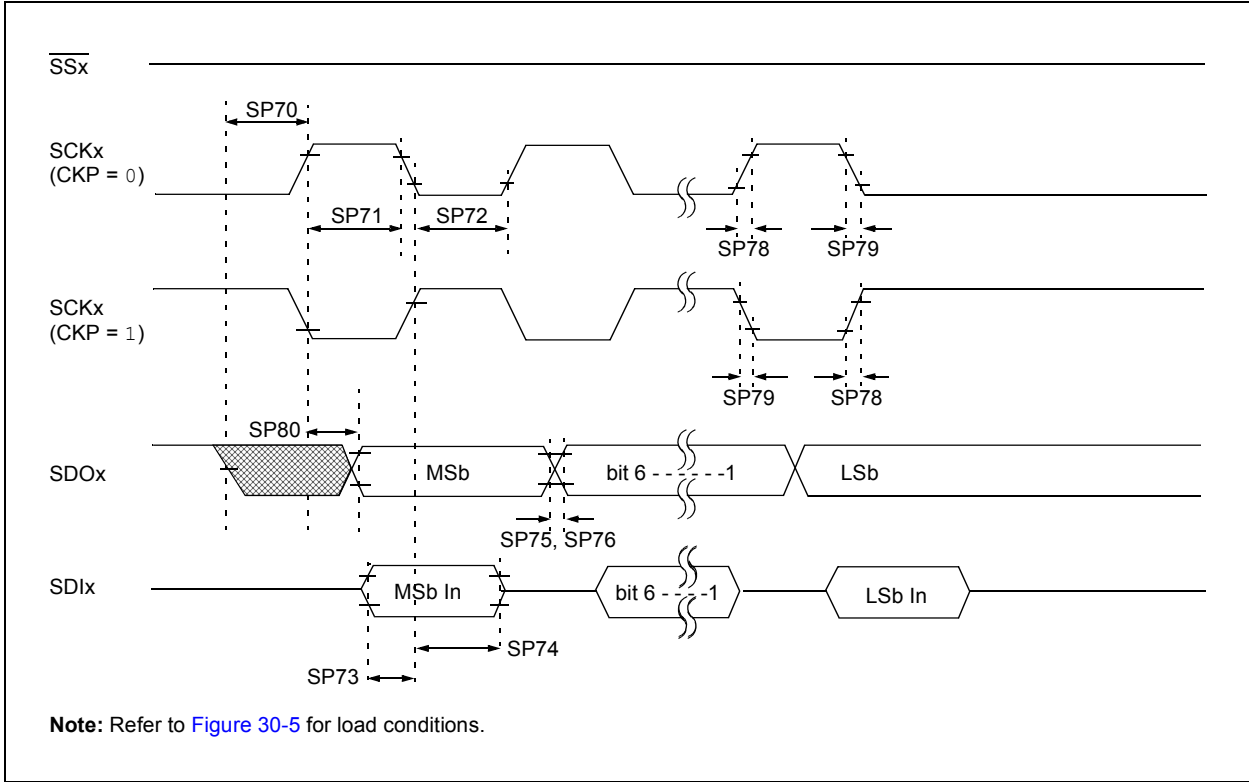 SSx
SP70
SCKx
(CKP = 0)
SP71
SP72
SP78
SP79
SCKx
(CKP = 1)
SP79
SP78
SP80
SDOx
MSb
bit 6 - - - - - -1
LSb
SP75, SP76
SDIx
MSb In
bit 6 - - - -1
LSb In
SP74
SP73
Note: Refer to Figure 30-5 for load conditions.